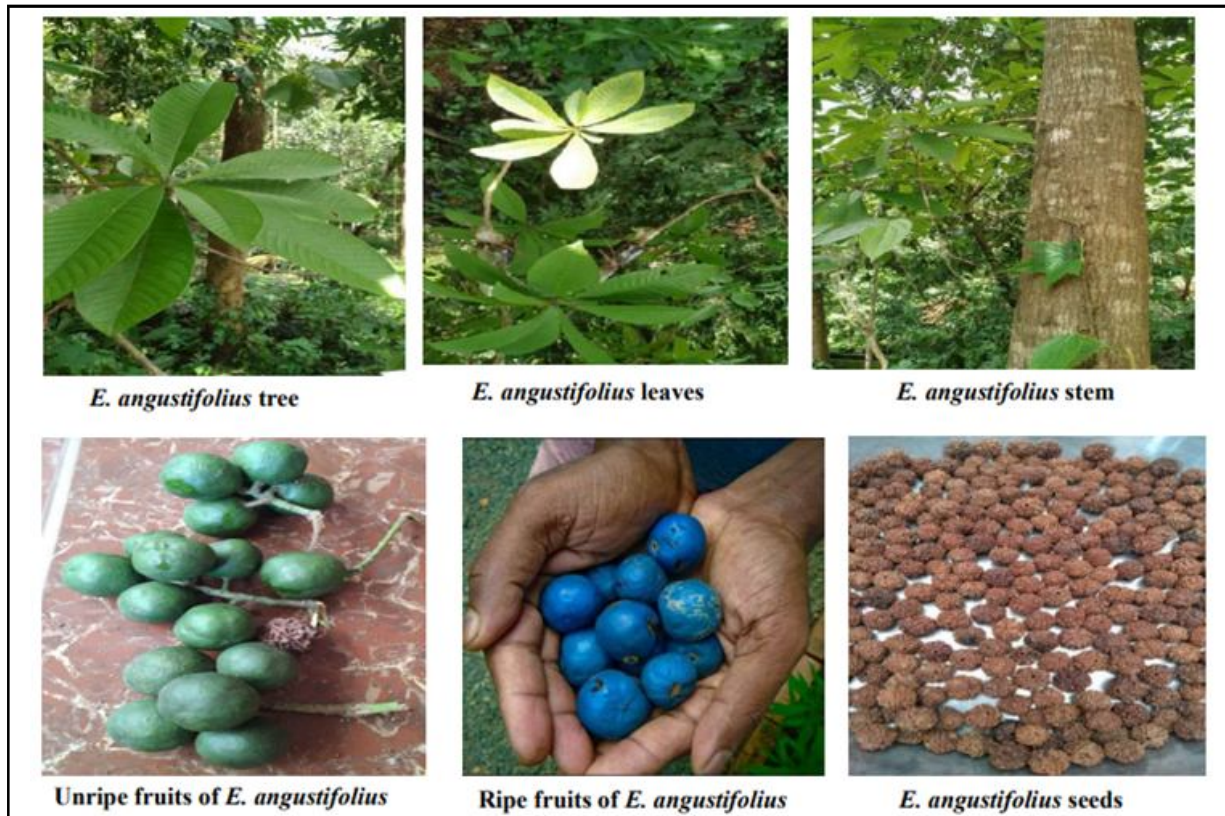 E. angustifolius tree
E. angustifolius leaves
E. angustifolius stem
Unripe fruits of E. angustifolius
Ripe fruits of E. angustifolius
E. angustifolius seeds